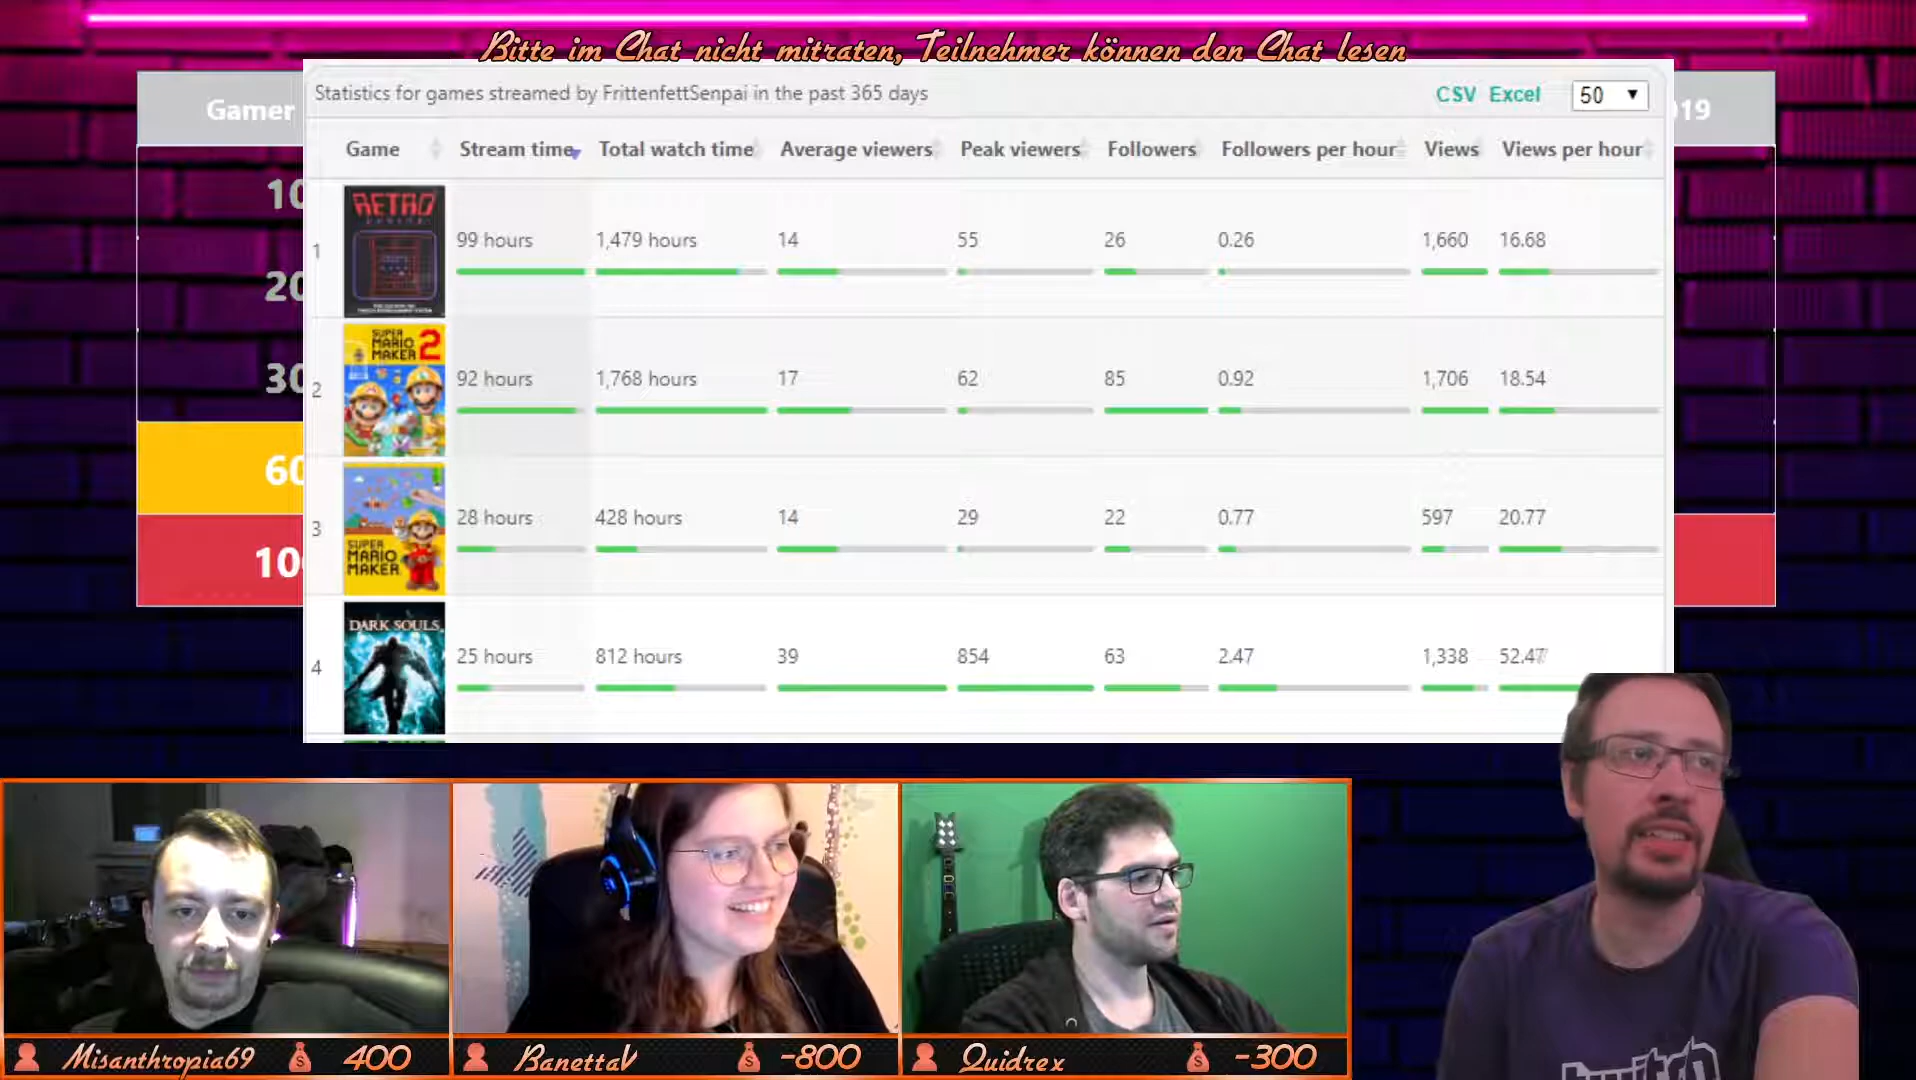 Bitte im Chat nicht mitraten, Teilnehmer können den Chat lesen
Gamer
19
Statistics for games streamed by FrittenfettSenpai in the past 365 days
CSV Excel 50
Game Stream time Total watch time Average viewers Peak viewers Followers Followers per hour Views Views per hour
10
20
30
60
100
1
RETRO
99 hours 1,479 hours 14 55 26 0.26 1,660 16.68
2
SUPER
MARIO
MAKER 2
92 hours 1,768 hours 17 62 85 0.92 1,706 18.54
3
SUPER
MARIO
MAKER
28 hours 428 hours 14 29 22 0.77 597 20.77
4
DARK SOULS
25 hours 812 hours 39 854 63 2.47 1,338 52.47
Misanthropia69 400
BanettaV -800
Quidrex -300
twitch